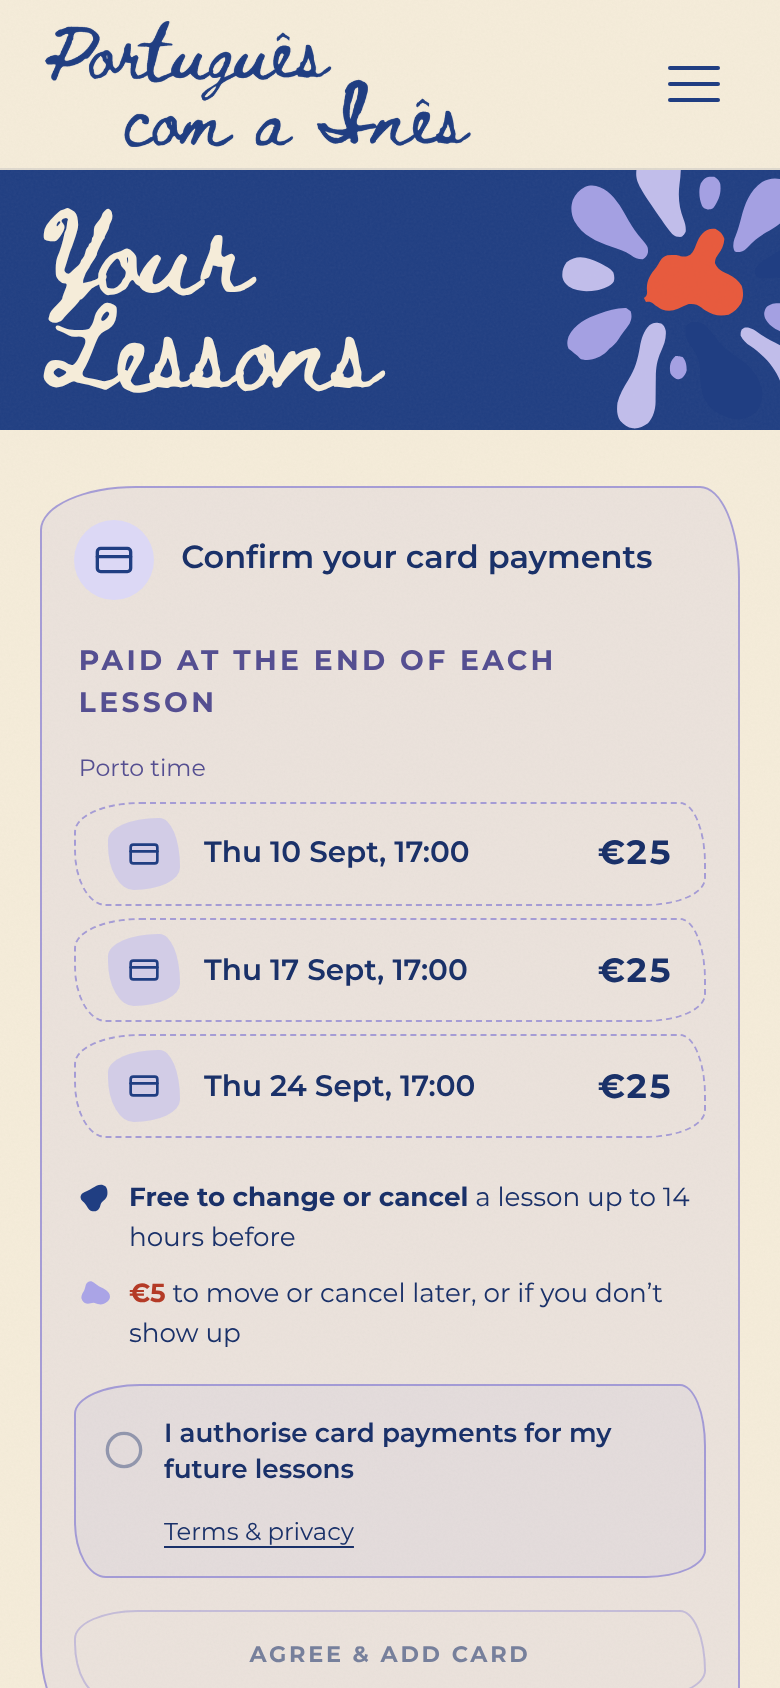 Português
com a Inês
Your
Lessons
Confirm your card payments
PAID AT THE END OF EACH
LESSON
Porto time
Thu 10 Sept, 17:00 €25
Thu 17 Sept, 17:00 €25
Thu 24 Sept, 17:00 €25
Free to change or cancel a lesson up to 14
hours before
€5 to move or cancel later, or if you don’t
show up
I authorise card payments for my
future lessons
Terms & privacy
AGREE & ADD CARD